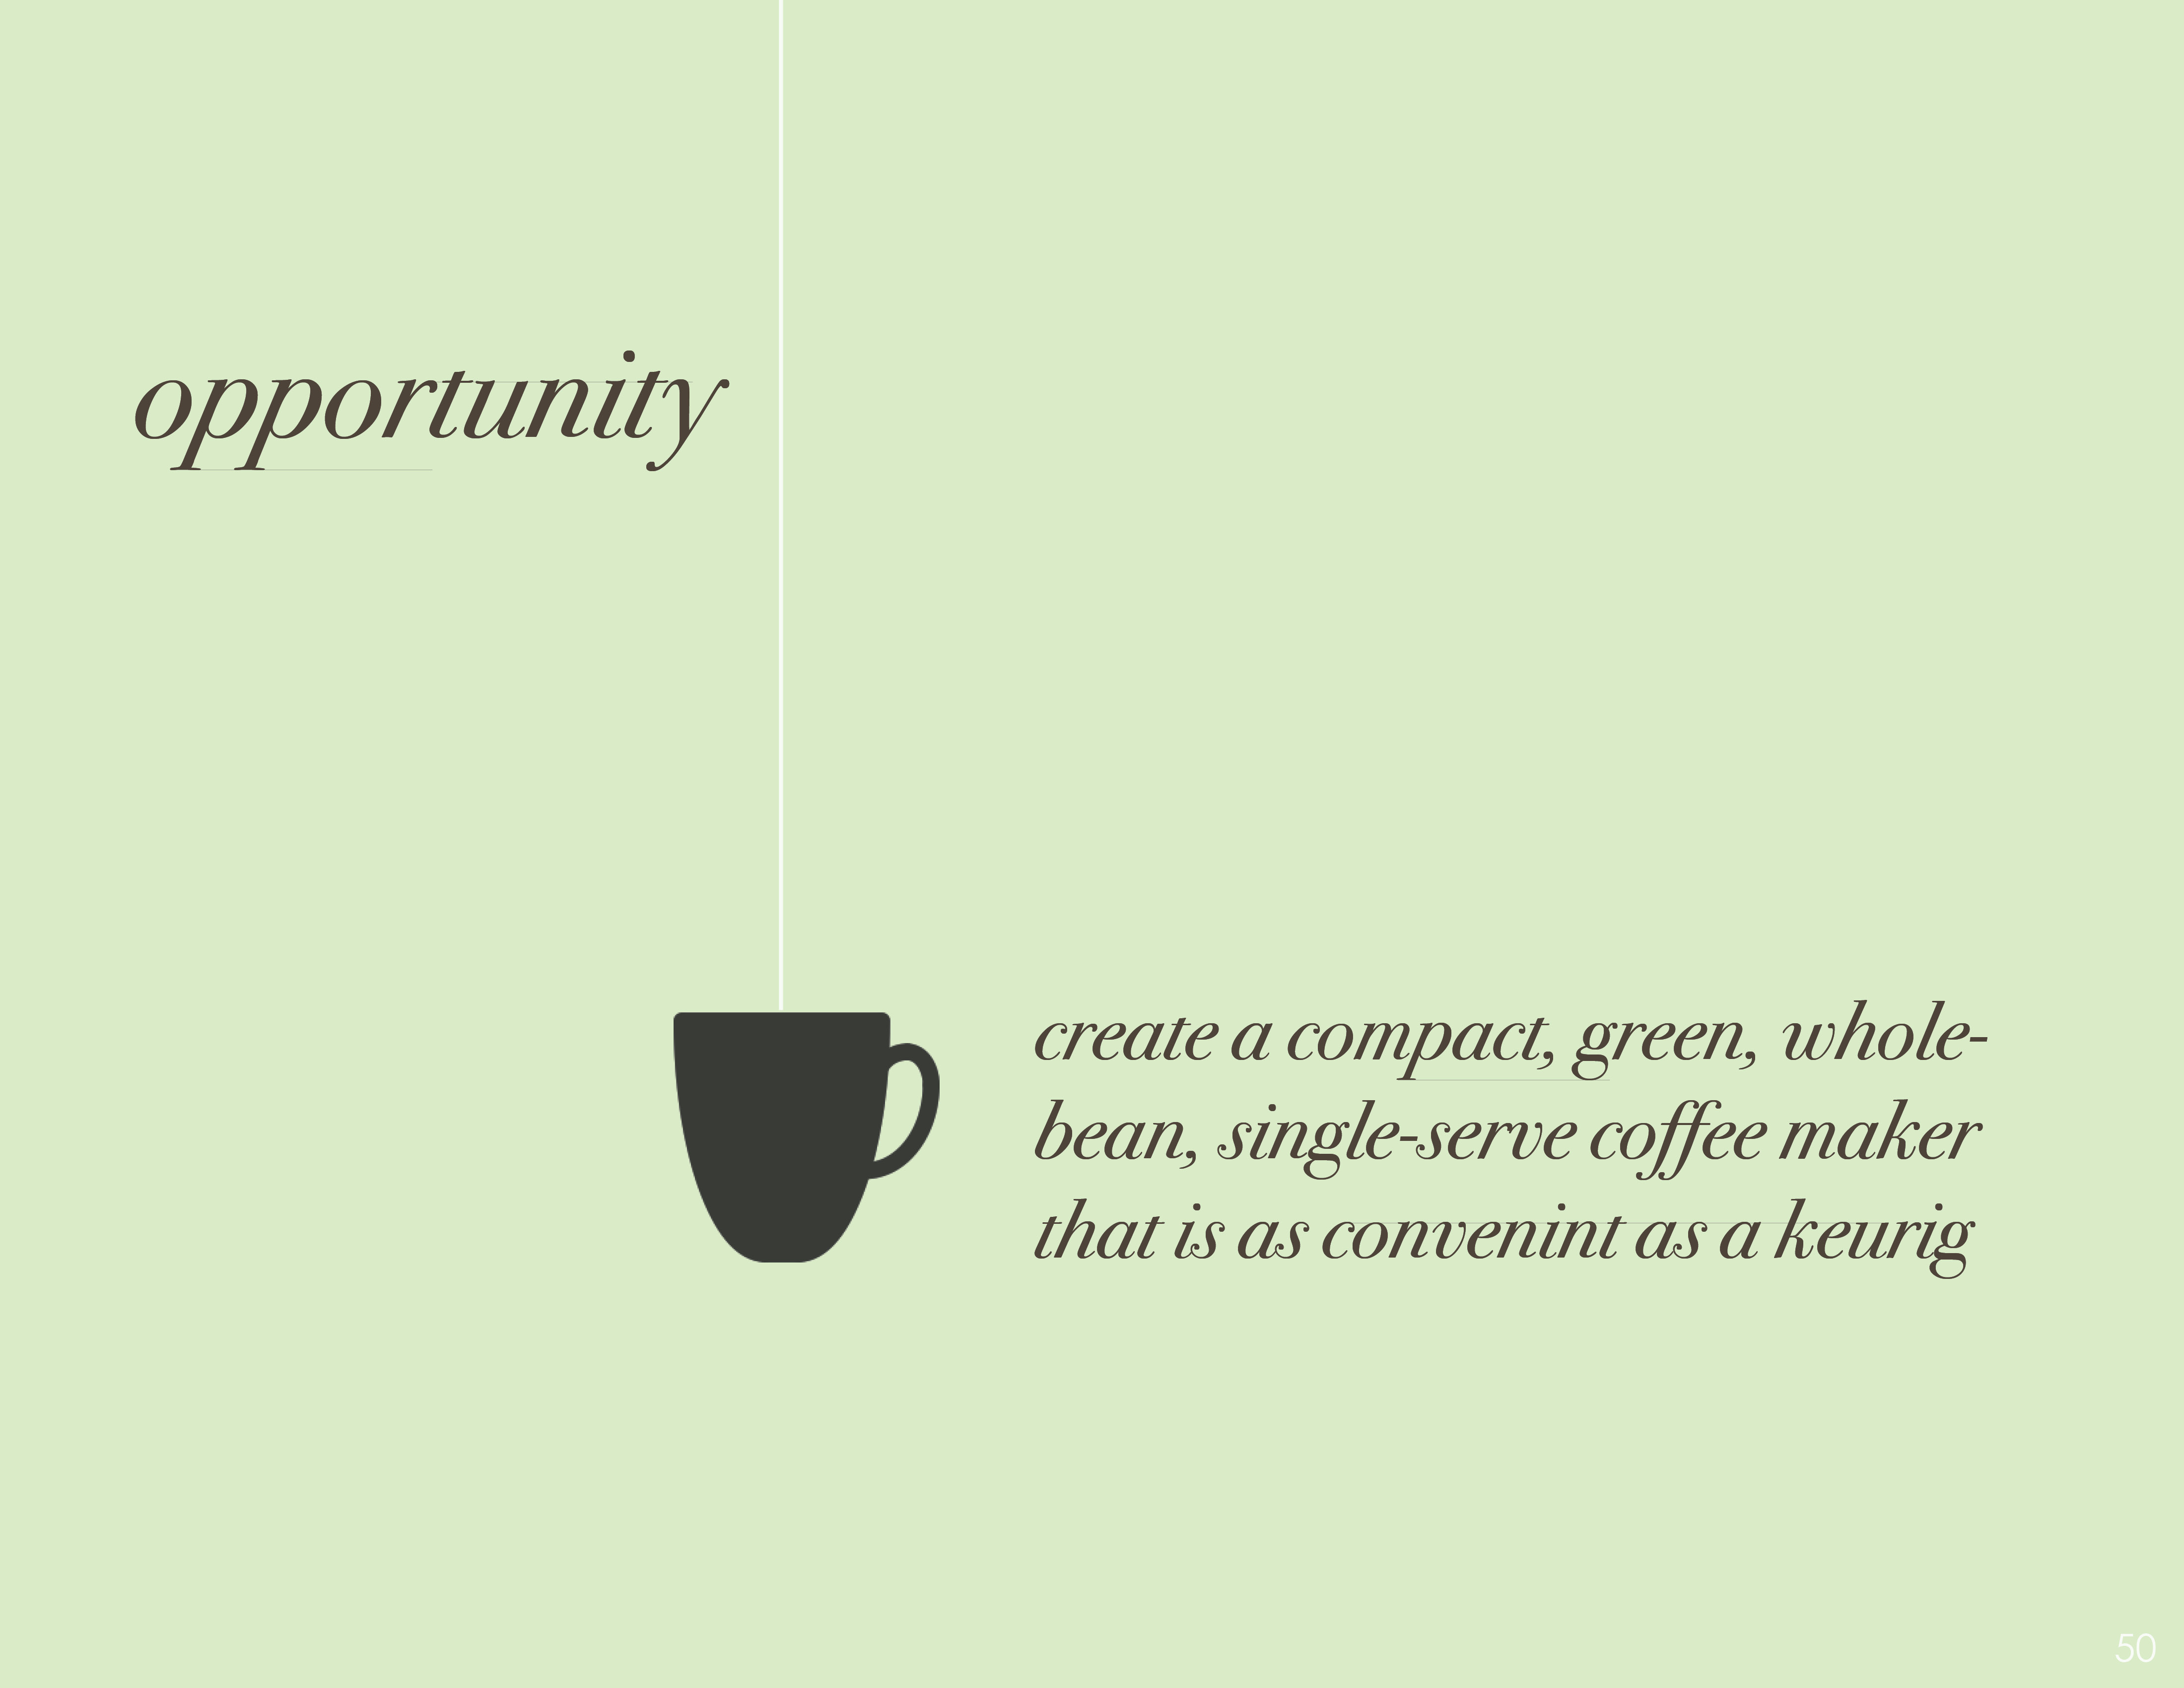 opportunity
create a compact, green, whole-
bean, single-serve coffee maker
that is as convenint as a keurig
50